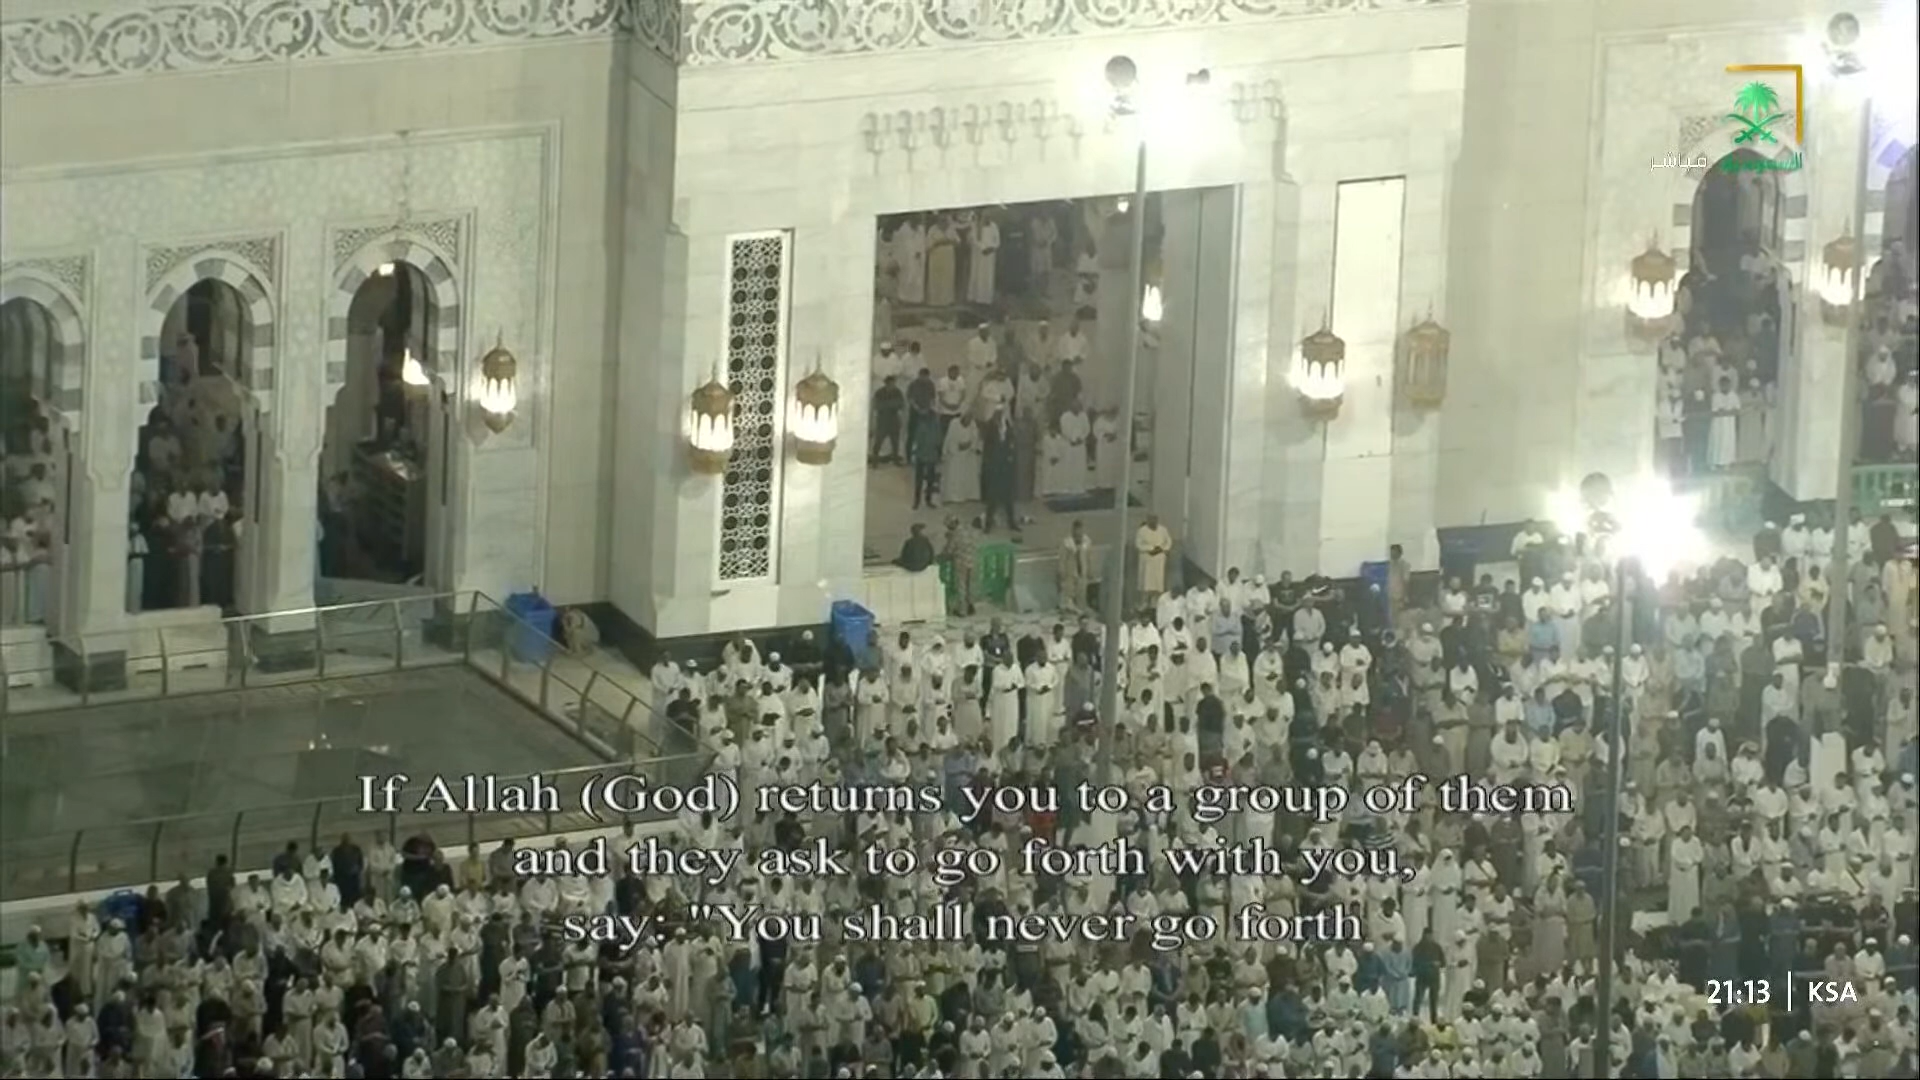 السعودية
مباشر
If Allah (God) returns you to a group of them
and they ask to go forth with you,
say: "You shall never go forth
21:13 | KSA